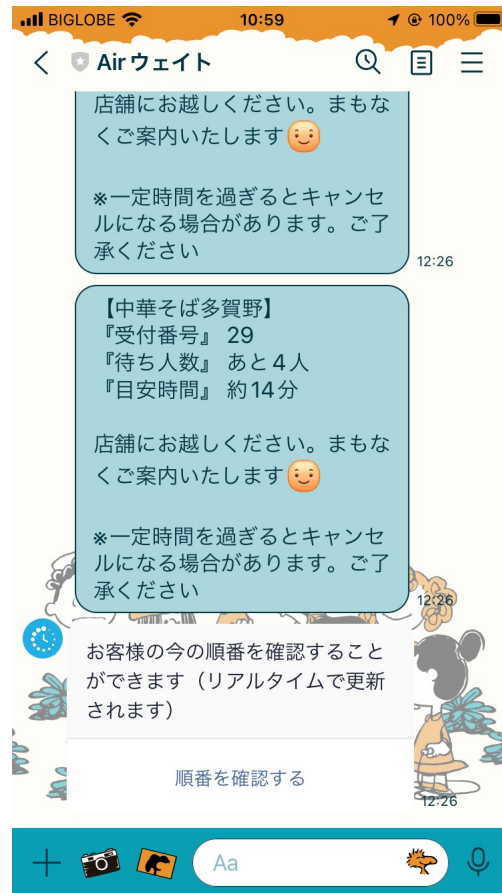 BIGLOBE 10:59 100%
Airウェイト
店舗にお越しください。まもな
くご案内いたします
※一定時間を過ぎるとキャンセ
ルになる場合があります。ご了
承ください
12:26
【中華そば多賀野】
『受付番号』 29
『待ち人数』 あと4人
『目安時間』 約14分
店舗にお越しください。まもな
くご案内いたします
※一定時間を過ぎるとキャンセ
ルになる場合があります。ご了
承ください
12:26
お客様の今の順番を確認すること
ができます（リアルタイムで更新
されます）
順番を確認する
12:26
Aa